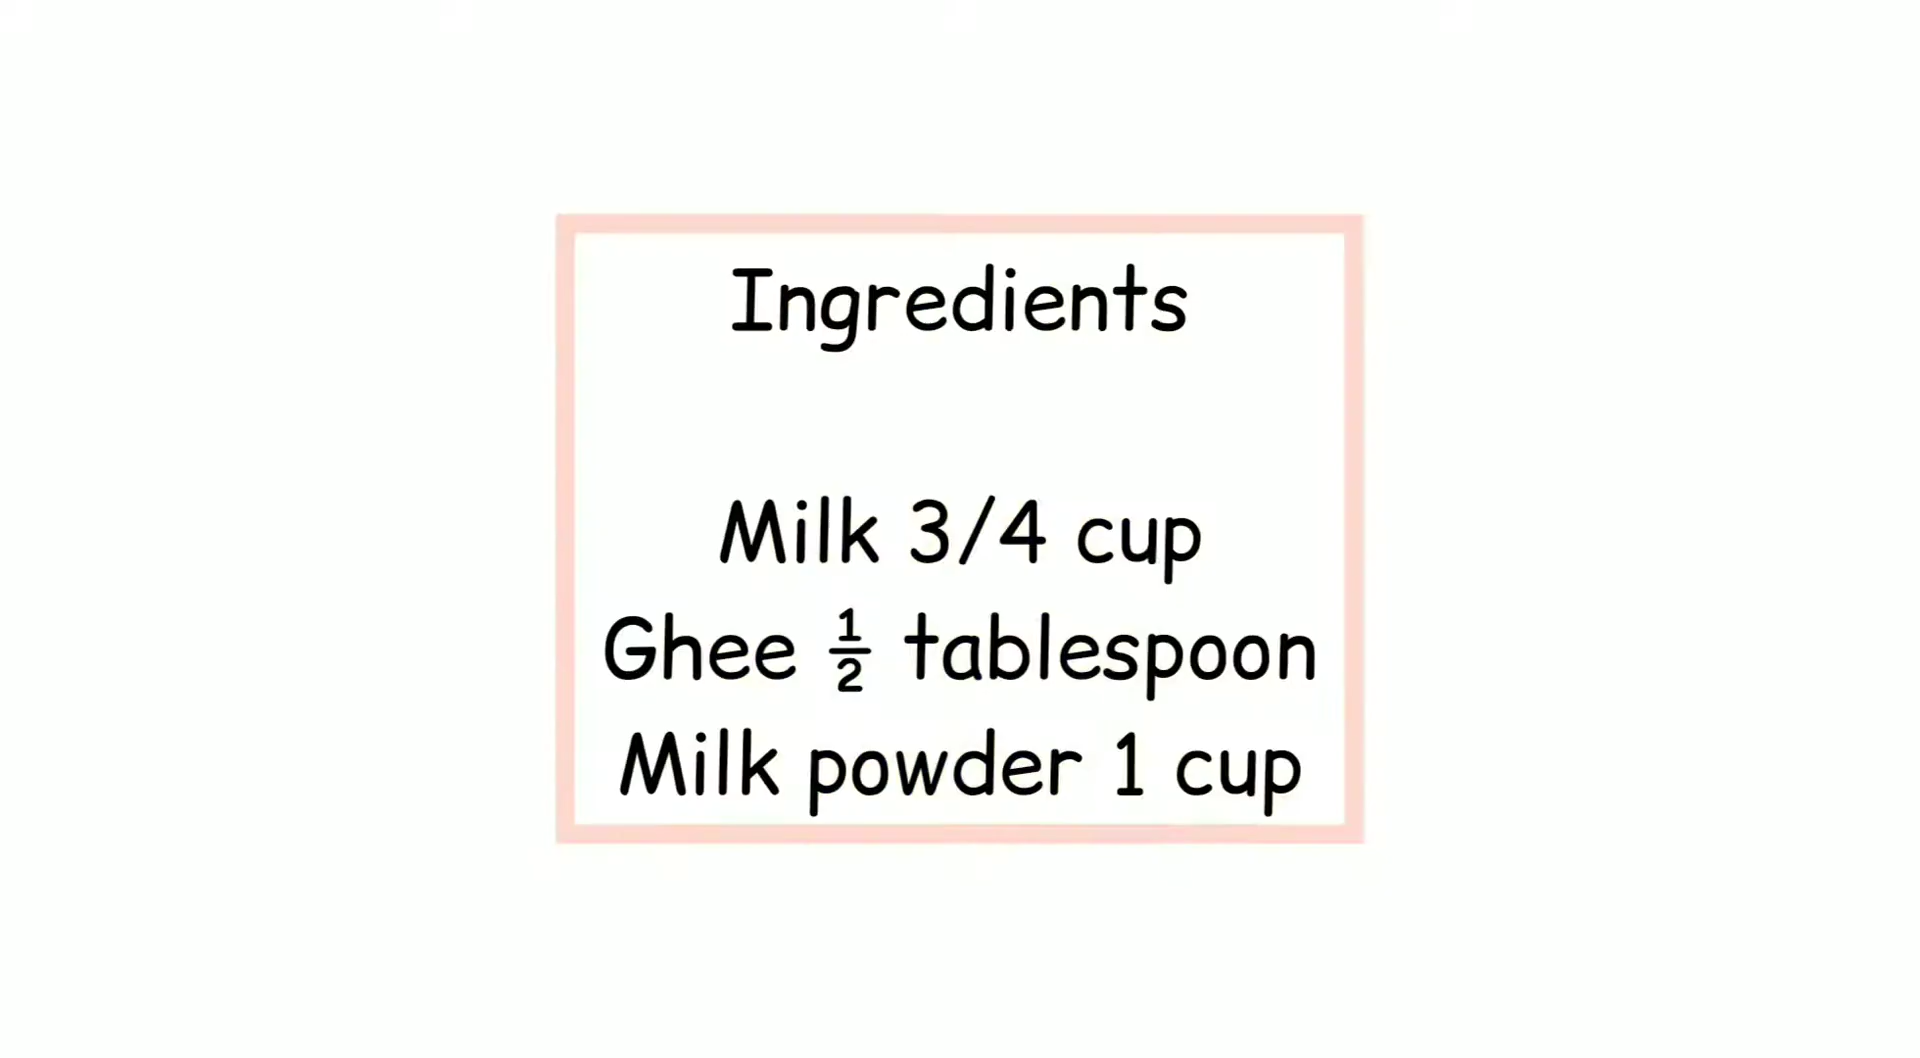 Ingredients
Milk 3/4 cup
Ghee ½ tablespoon
Milk powder 1 cup